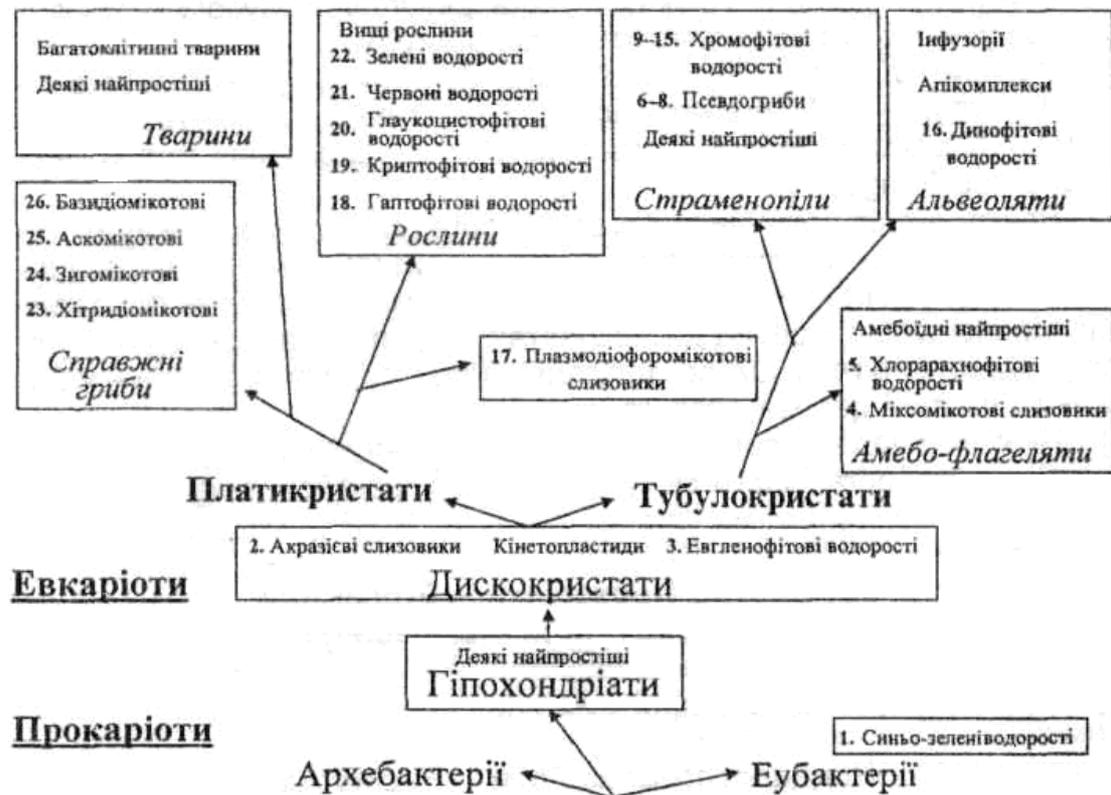 Багатоклітинні тварини
Деякі найпростіші
Тварини
Вищі рослини
22. Зелені водорості
21. Червоні водорості
20. Глаукоцистофітові
водорості
19. Криптофітові водорості
18. Гаптофітові водорості
Рослини
9–15. Хромофітові
водорості
6–8. Псевдогриби
Деякі найпростіші
Страменопіли
Інфузорії
Апікомплекси
16. Динофітові
водорості
Альвеоляти
26. Базидіомікотові
25. Аскомікотові
24. Зигомікотові
23. Хітридіомікотові
Справжні
гриби
17. Плазмодіофоромікотові
слизовики
Амебоїдні найпростіші
5. Хлорарахнофітові
водорості
4. Міксомікотові слизовики
Амебо-флагеляти
Платикристати
Тубулокристати
2. Акразієві слизовики Кінетопластиди 3. Евгленофітові водорості
Дискокристати
Евкаріоти
Деякі найпростіші
Гіпохондріати
Прокаріоти
1. Синьо-зеленіводорості
Архебактерії
Еубактерії